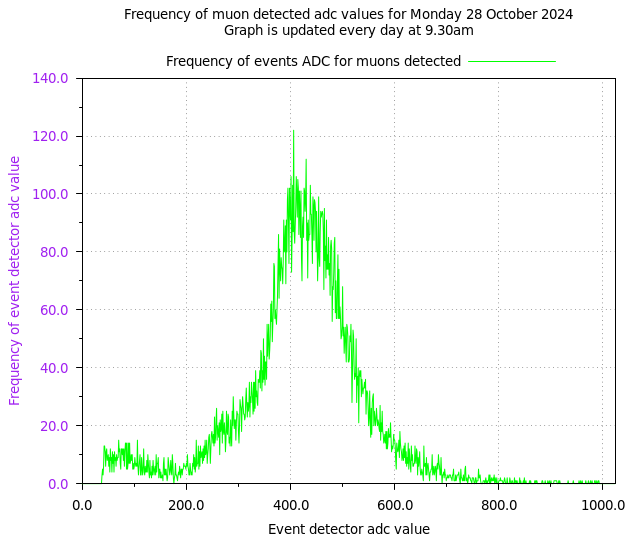 Frequency of muon detected adc values for Monday 28 October 2024
Graph is updated every day at 9.30am
Frequency of events ADC for muons detected
140.0
120.0
100.0
80.0
60.0
40.0
20.0
0.0
Frequency of event detector adc value
0.0 200.0 400.0 600.0 800.0 1000.0
Event detector adc value